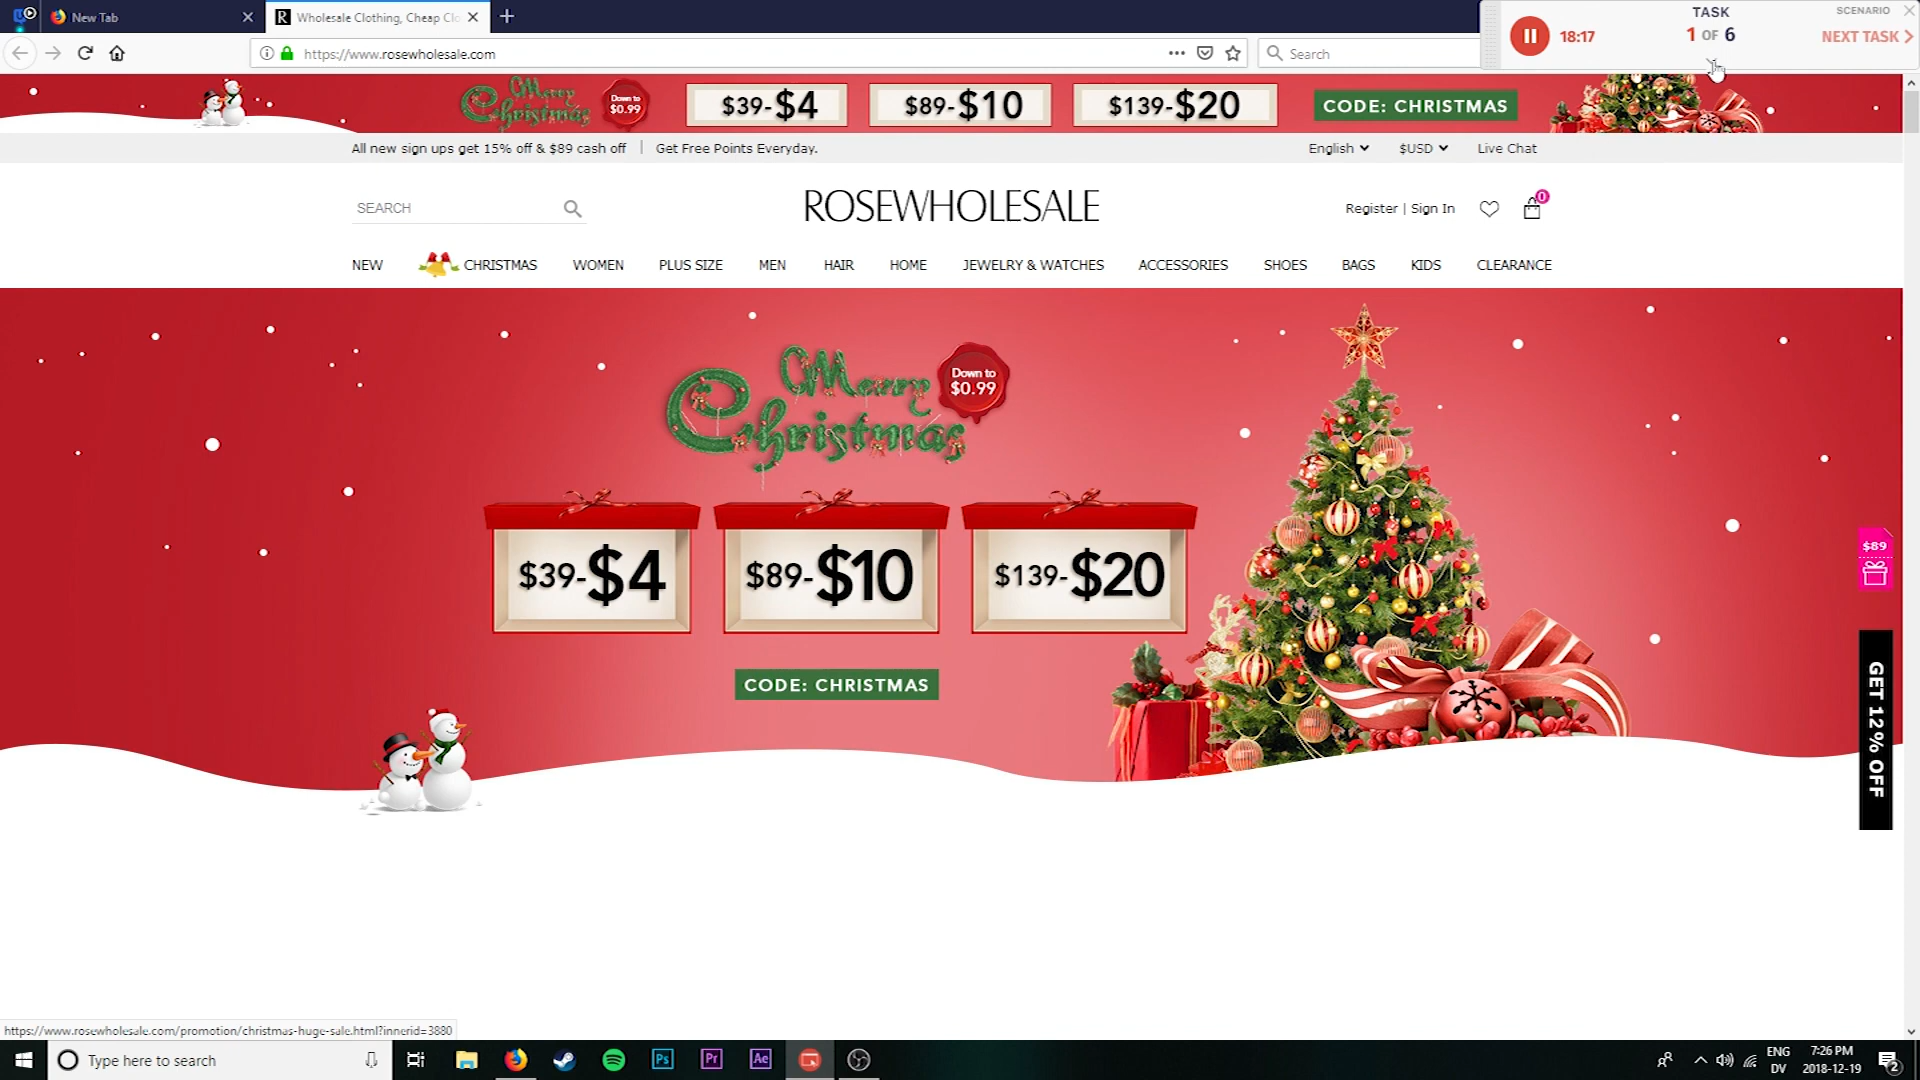 New Tab
Wholesale Clothing, Cheap Clo
TASK
1 OF 6
18:17
SCENARIO
NEXT TASK
https://www.rosewholesale.com
Search
Merry Christmas
Down to $0.99
$39-$4
$89-$10
$139-$20
CODE: CHRISTMAS
All new sign ups get 15% off & $89 cash off
Get Free Points Everyday.
English
$USD
Live Chat
SEARCH
ROSEWHOLESALE
Register | Sign In
0
NEW
CHRISTMAS
WOMEN
PLUS SIZE
MEN
HAIR
HOME
JEWELRY & WATCHES
ACCESSORIES
SHOES
BAGS
KIDS
CLEARANCE
Merry
Christmas
Down to
$0.99
$39-$4
$89-$10
$139-$20
CODE: CHRISTMAS
$89
GET 12% OFF
https://www.rosewholesale.com/promotion/christmas-huge-sale.html?innerid=3880
Type here to search
Ps
Pr
Ae
ENG
DV
7:26 PM
2018-12-19
2